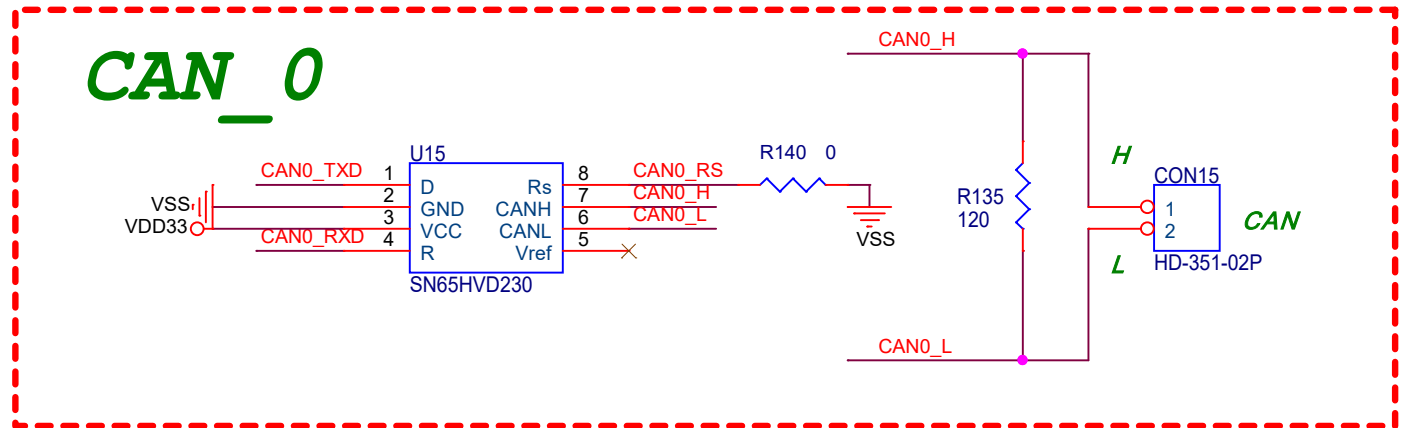 CAN_0
CAN0_H
U15
CAN0_TXD 1 D Rs 8 CAN0_RS R140 0
VSS 2 GND CANH 7 CAN0_H
VDD33 3 VCC CANL 6 CAN0_L
CAN0_RXD 4 R Vref 5
SN65HVD230
VSS
R135
120
H
CON15
1
2
CAN
L
HD-351-02P
CAN0_L